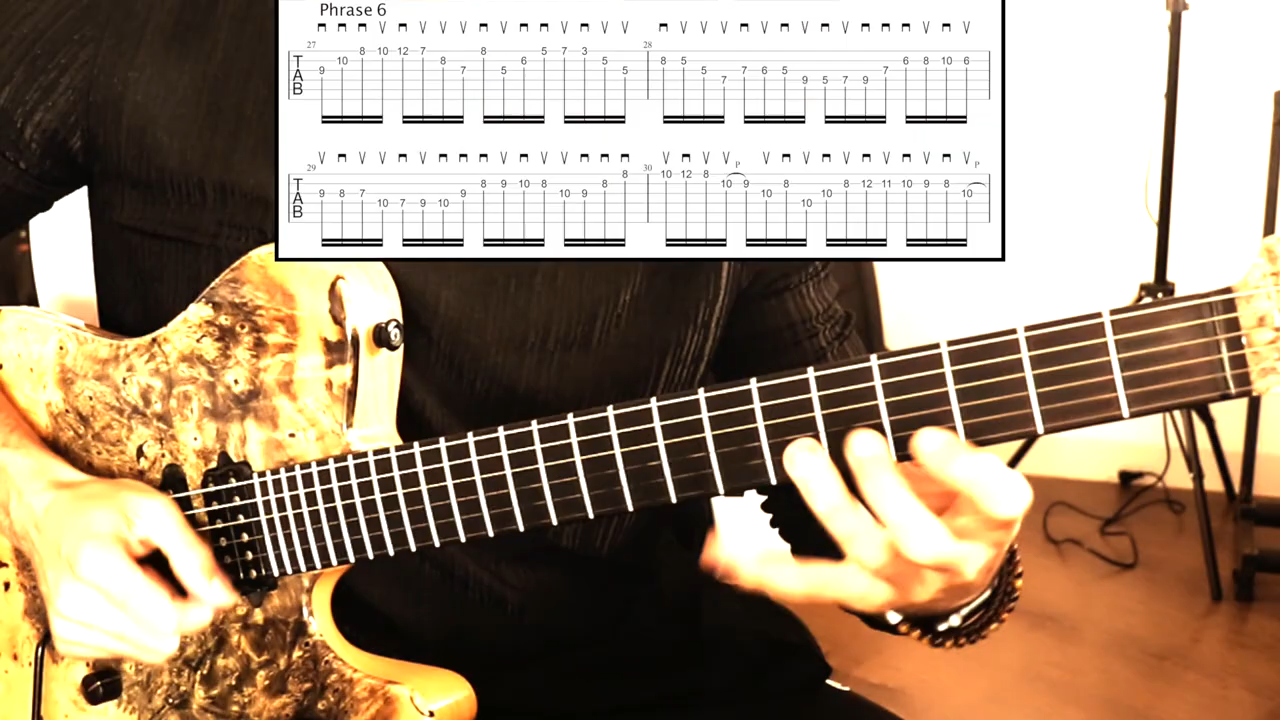 Phrase 6
27 28
T 9 10 8 10 12 7 8 7 8 5 6 5 7 3 5 5 8 5 5 7 7 6 5 9 5 7 9 7 6 8 10 6
A
B
29 30
P P
T 9 8 7 10 7 9 10 9 8 9 10 8 10 9 8 8 10 12 8 10 9 10 8 10 10 8 12 11 10 9 8 10
A
B